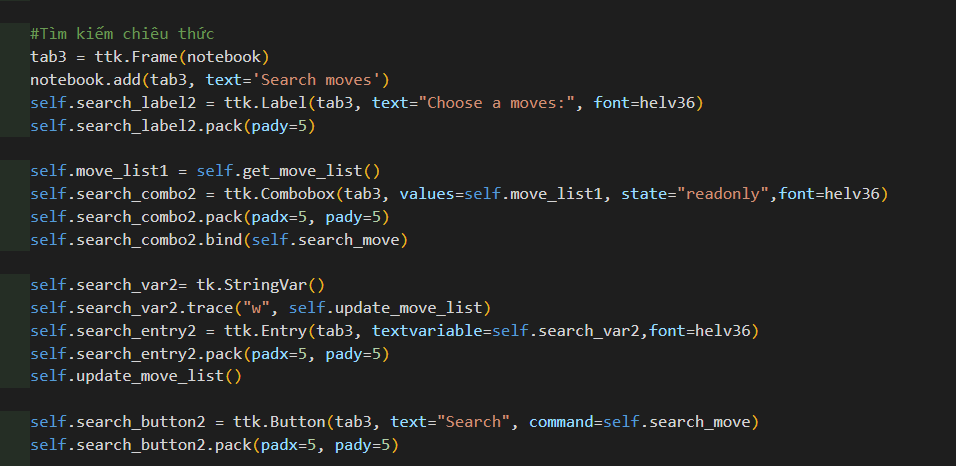 #Tìm kiếm chiêu thức
tab3 = ttk.Frame(notebook)
notebook.add(tab3, text='Search moves')
self.search_label2 = ttk.Label(tab3, text="Choose a moves:", font=helv36)
self.search_label2.pack(pady=5)
self.move_list1 = self.get_move_list()
self.search_combo2 = ttk.Combobox(tab3, values=self.move_list1, state="readonly",font=helv36)
self.search_combo2.pack(padx=5, pady=5)
self.search_combo2.bind(self.search_move)
self.search_var2= tk.StringVar()
self.search_var2.trace("w", self.update_move_list)
self.search_entry2 = ttk.Entry(tab3, textvariable=self.search_var2,font=helv36)
self.search_entry2.pack(padx=5, pady=5)
self.update_move_list()
self.search_button2 = ttk.Button(tab3, text="Search", command=self.search_move)
self.search_button2.pack(padx=5, pady=5)